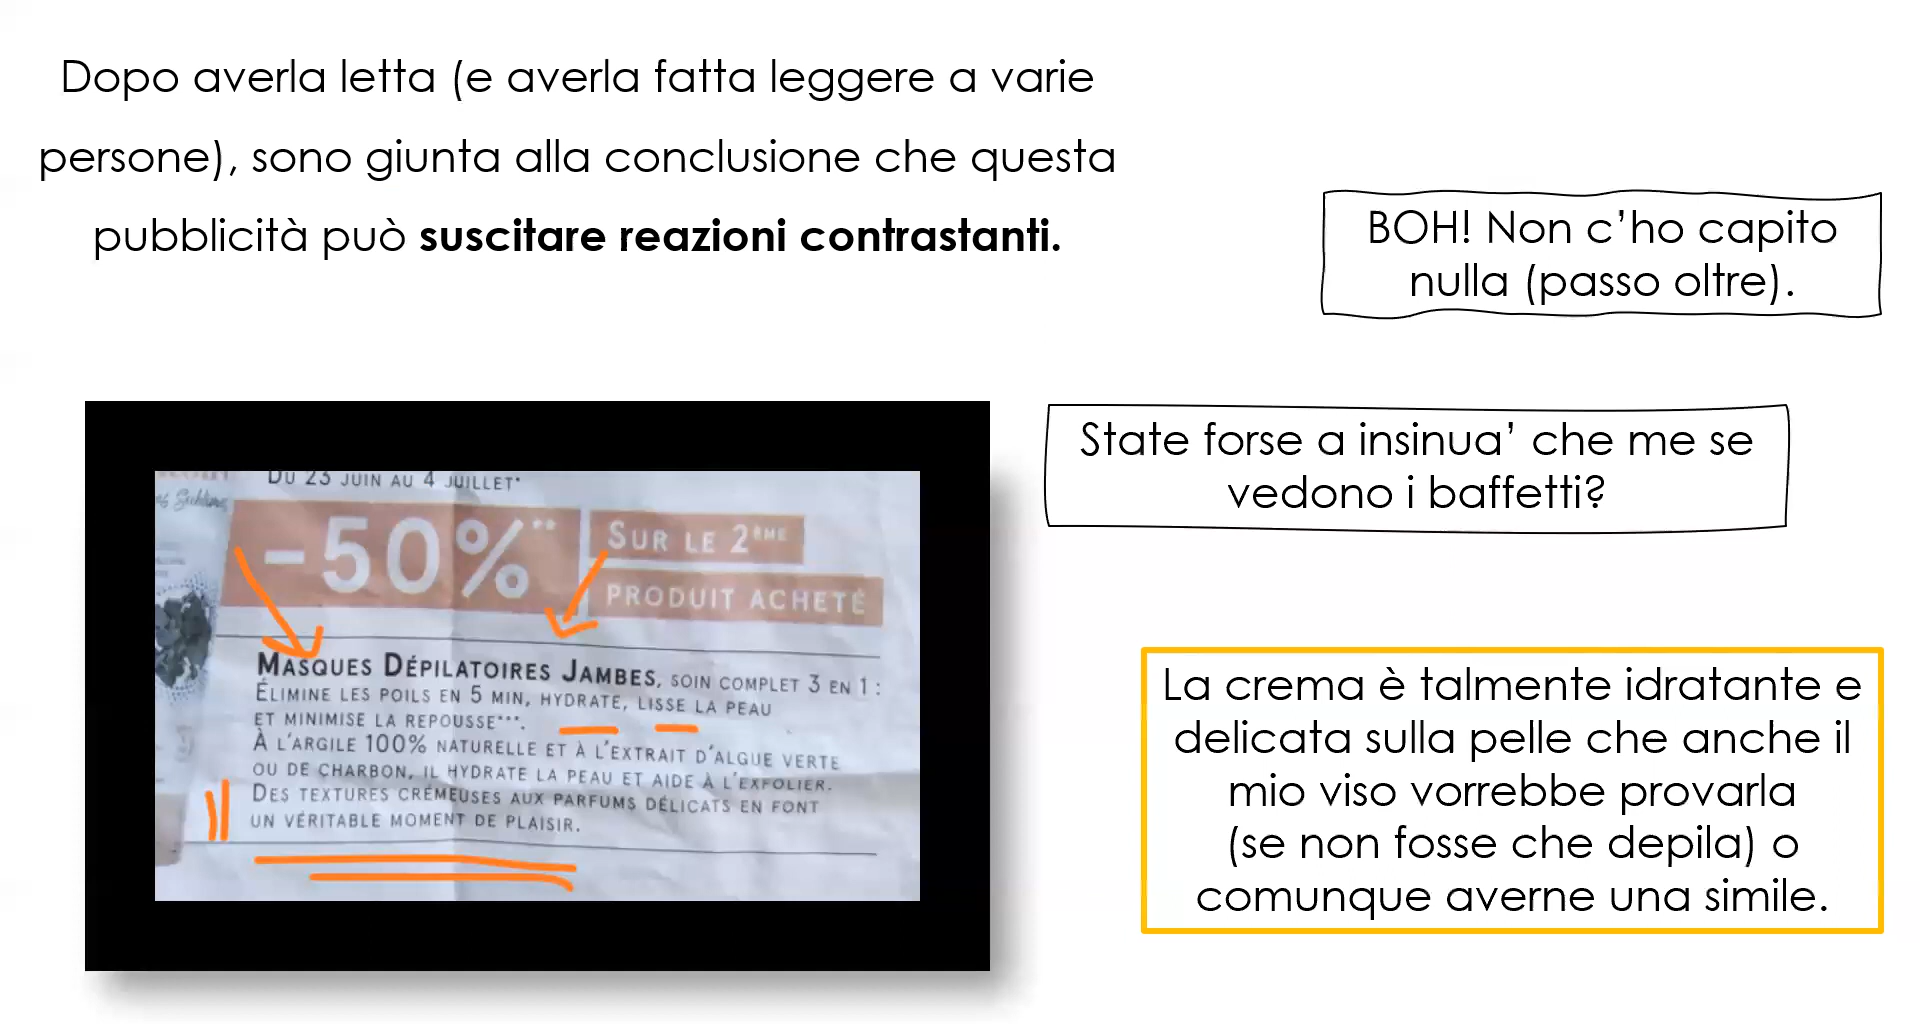 Dopo averla letta (e averla fatta leggere a varie
persone), sono giunta alla conclusione che questa
pubblicità può suscitare reazioni contrastanti.
BOH! Non c’ho capito
nulla (passo oltre).
State forse a insinua’ che me se
vedono i baffetti?
La crema è talmente idratante e
delicata sulla pelle che anche il
mio viso vorrebbe provarla
(se non fosse che depila) o
comunque averne una simile.
DU 23 JUIN AU 4 JUILLET*
-50%**
SUR LE 2ÈME
PRODUIT ACHETÉ
MASQUES DÉPILATOIRES JAMBES, SOIN COMPLET 3 EN 1 :
ÉLIMINE LES POILS EN 5 MIN, HYDRATE, LISSE LA PEAU
ET MINIMISE LA REPOUSSE***.
À L’ARGILE 100% NATURELLE ET À L’EXTRAIT D’ALGUE VERTE
OU DE CHARBON, IL HYDRATE LA PEAU ET AIDE À L’EXFOLIER.
DES TEXTURES CRÉMEUSES AUX PARFUMS DÉLICATS EN FONT
UN VÉRITABLE MOMENT DE PLAISIR.